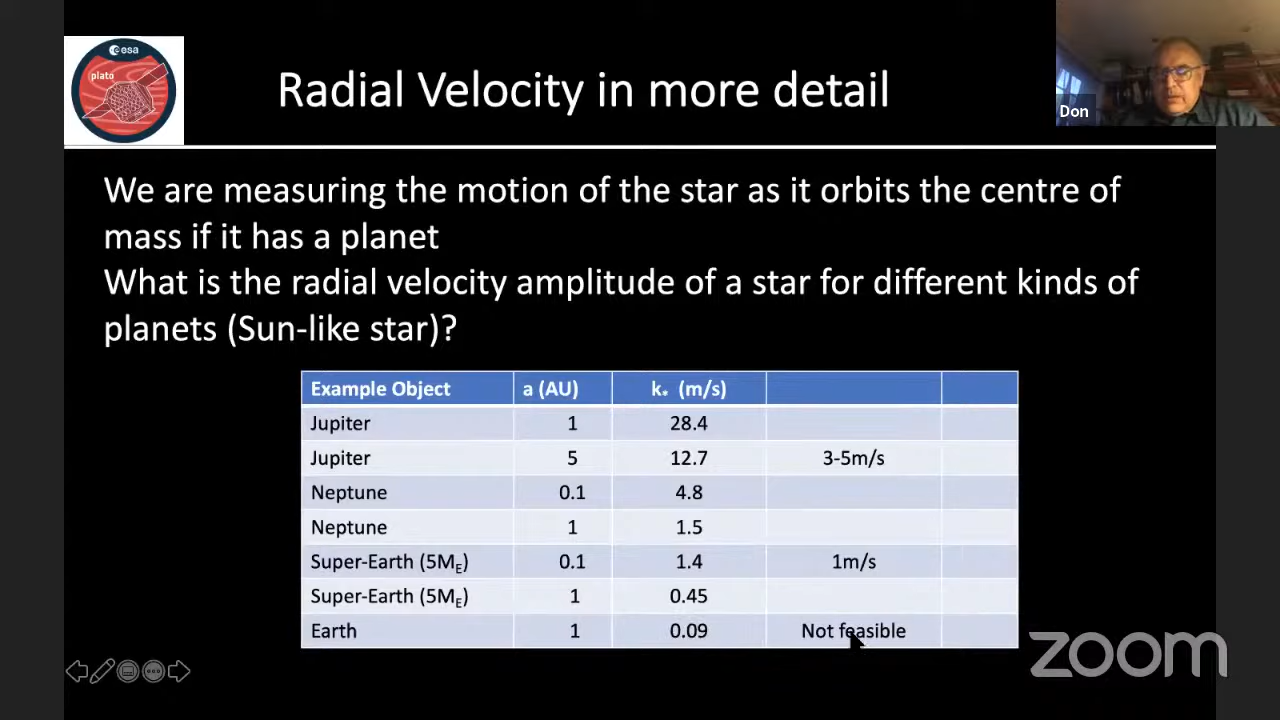 esa
plato
Radial Velocity in more detail
Don
We are measuring the motion of the star as it orbits the centre of
mass if it has a planet
What is the radial velocity amplitude of a star for different kinds of
planets (Sun-like star)?
Example Object a (AU) k* (m/s)
Jupiter 1 28.4
Jupiter 5 12.7 3-5m/s
Neptune 0.1 4.8
Neptune 1 1.5
Super-Earth (5ME) 0.1 1.4 1m/s
Super-Earth (5ME) 1 0.45
Earth 1 0.09 Not feasible
zoom